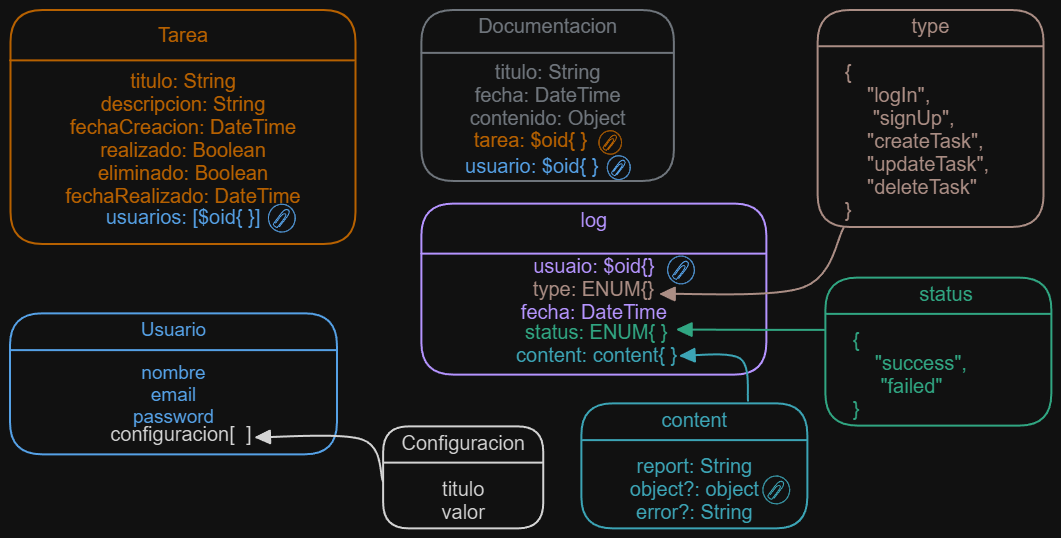 Tarea
titulo: String
descripcion: String
fechaCreacion: DateTime
realizado: Boolean
eliminado: Boolean
fechaRealizado: DateTime
usuarios: [$oid{ }]
Documentacion
titulo: String
fecha: DateTime
contenido: Object
tarea: $oid{ }
usuario: $oid{ }
type
{
"logIn",
"signUp",
"createTask",
"updateTask",
"deleteTask"
}
log
usuaio: $oid{}
type: ENUM{}
fecha: DateTime
status: ENUM{ }
content: content{ }
status
{
"success",
"failed"
}
Usuario
nombre
email
password
configuracion[ ]
Configuracion
titulo
valor
content
report: String
object?: object
error?: String